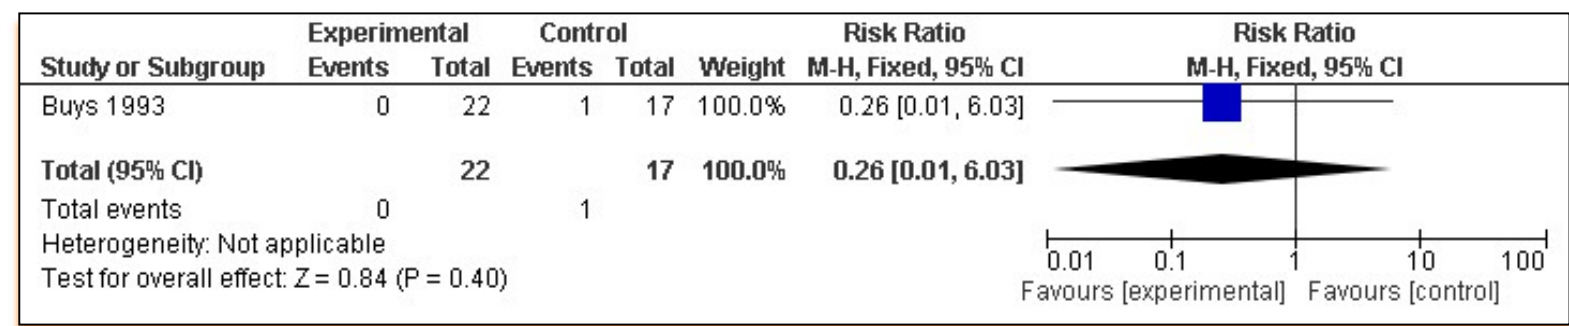 Experimental Control Risk Ratio Risk Ratio
Study or Subgroup Events Total Events Total Weight M-H, Fixed, 95% CI M-H, Fixed, 95% CI
Buys 1993 0 22 1 17 100.0% 0.26 [0.01, 6.03]
Total (95% CI) 22 17 100.0% 0.26 [0.01, 6.03]
Total events 0 1
Heterogeneity: Not applicable
Test for overall effect: Z = 0.84 (P = 0.40)
0.01 0.1 1 10 100
Favours [experimental] Favours [control]